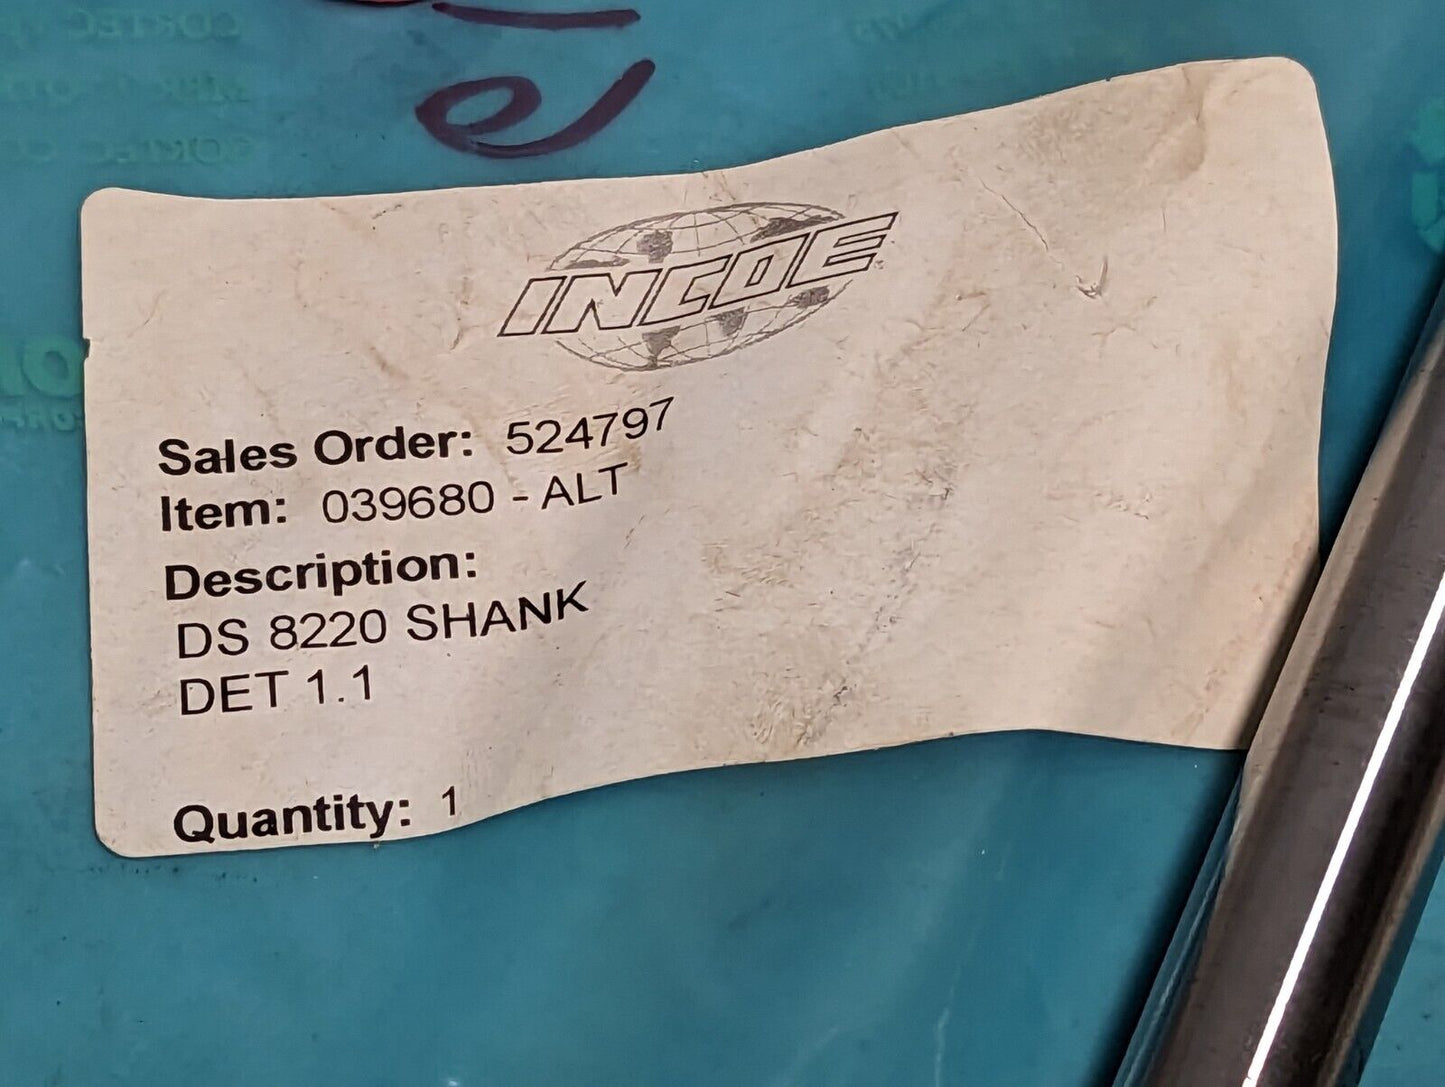 INCOE
Sales Order: 524797
Item: 039680 - ALT
Description:
DS 8220 SHANK
DET 1.1
Quantity: 1